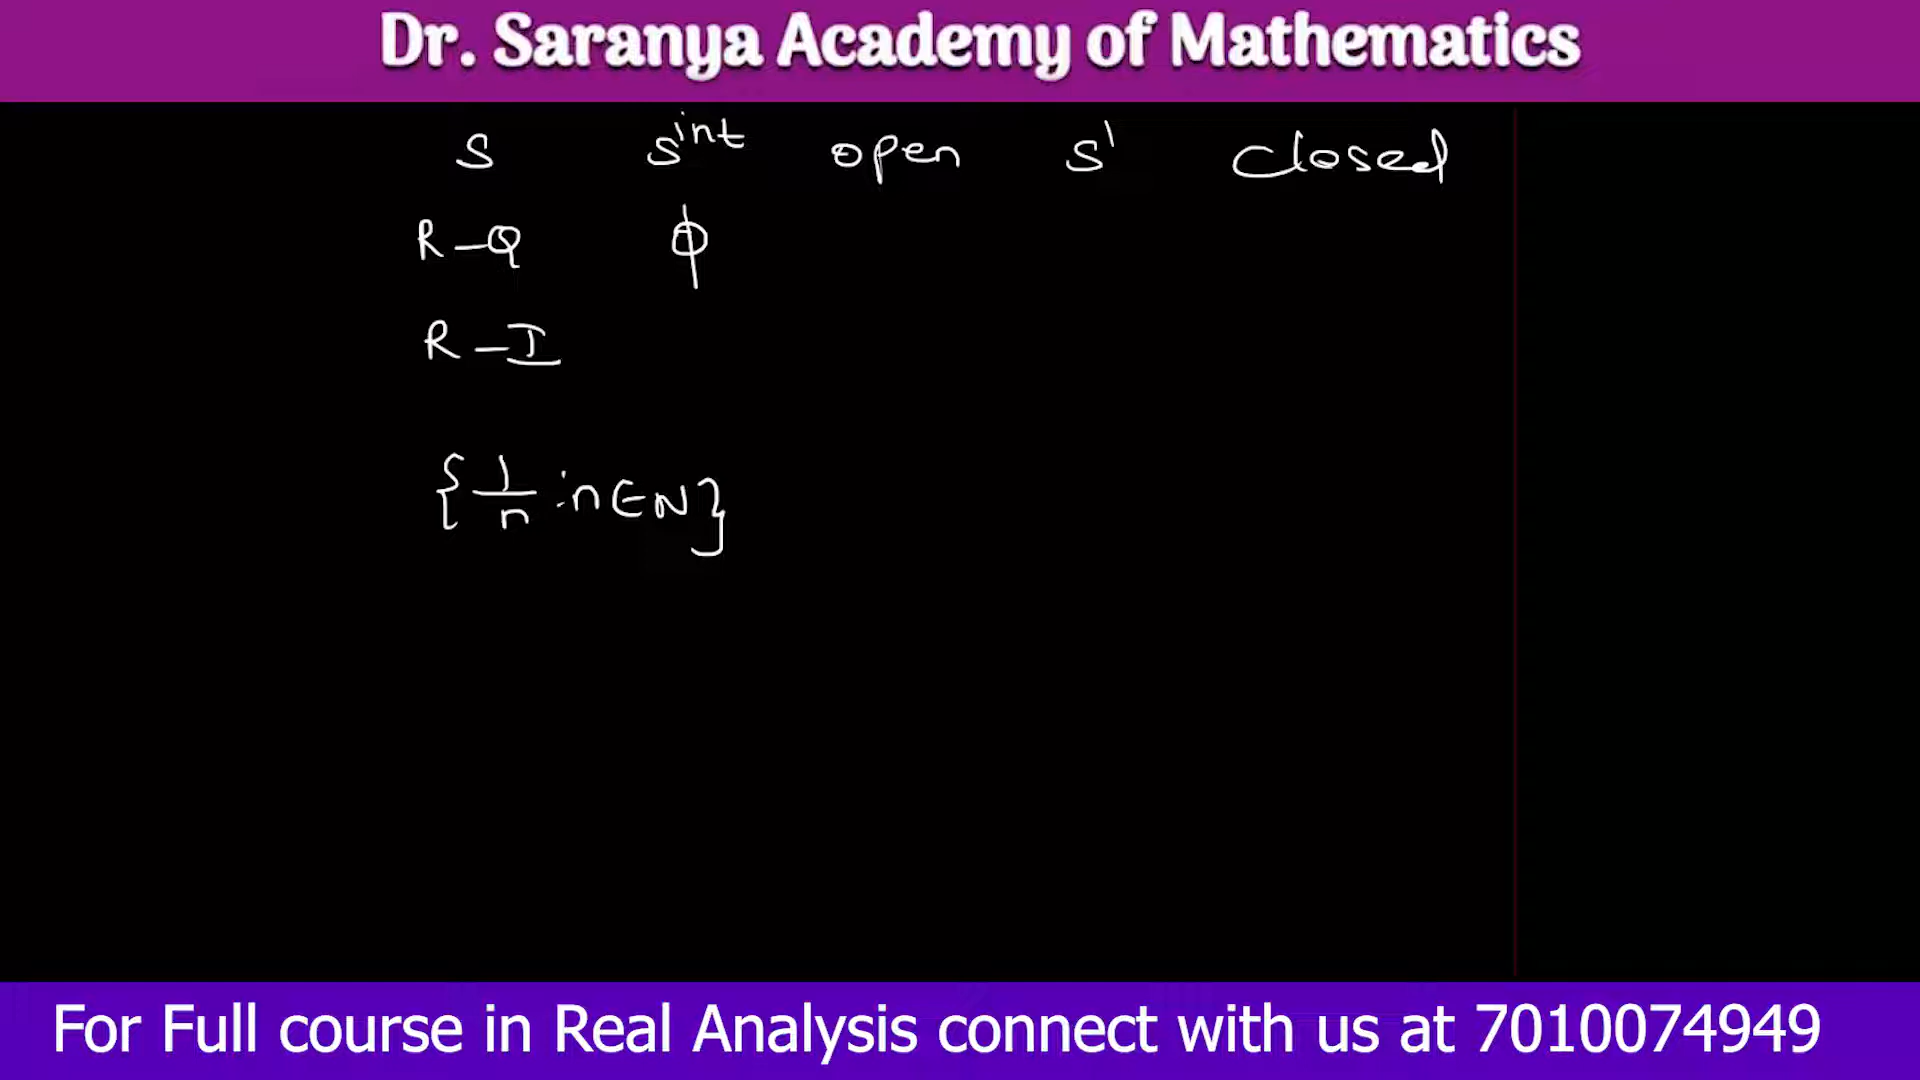 Dr. Saranya Academy of Mathematics
S S^int open S' closed
R - Q ϕ
R - I
{1/n : n ∈ N}
For Full course in Real Analysis connect with us at 7010074949